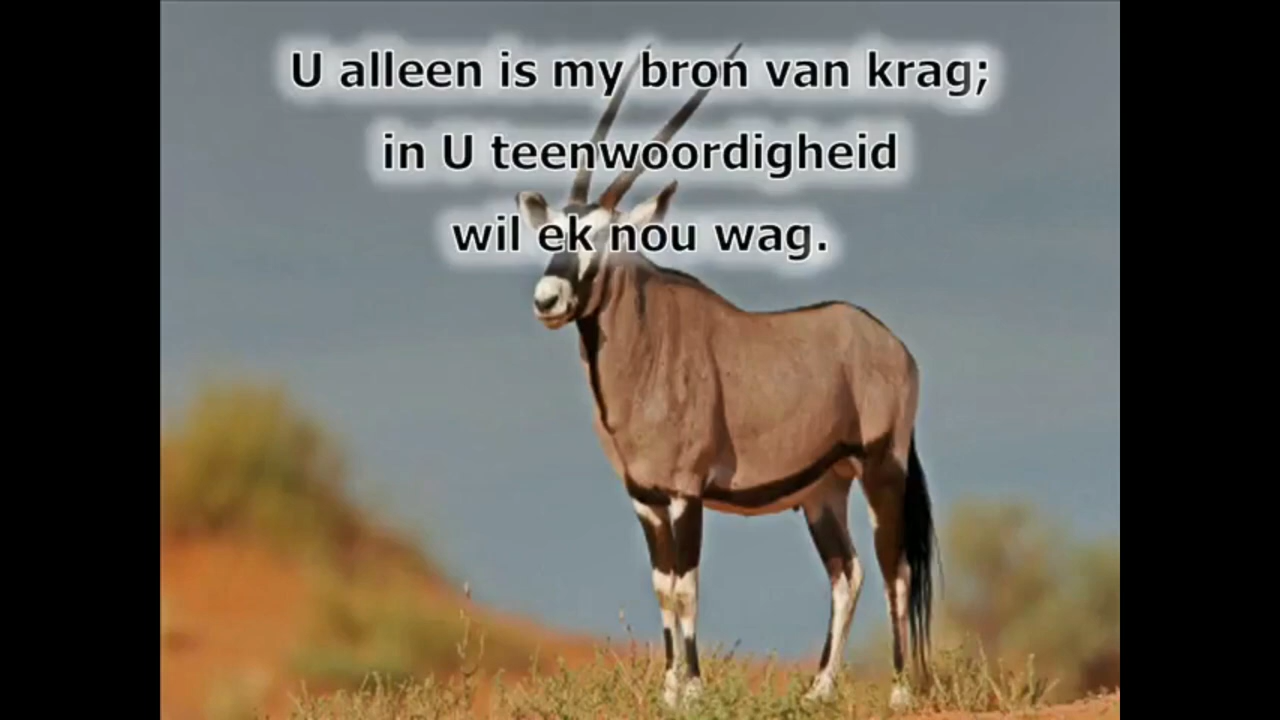 U alleen is my bron van krag;
in U teenwoordigheid
wil ek nou wag.